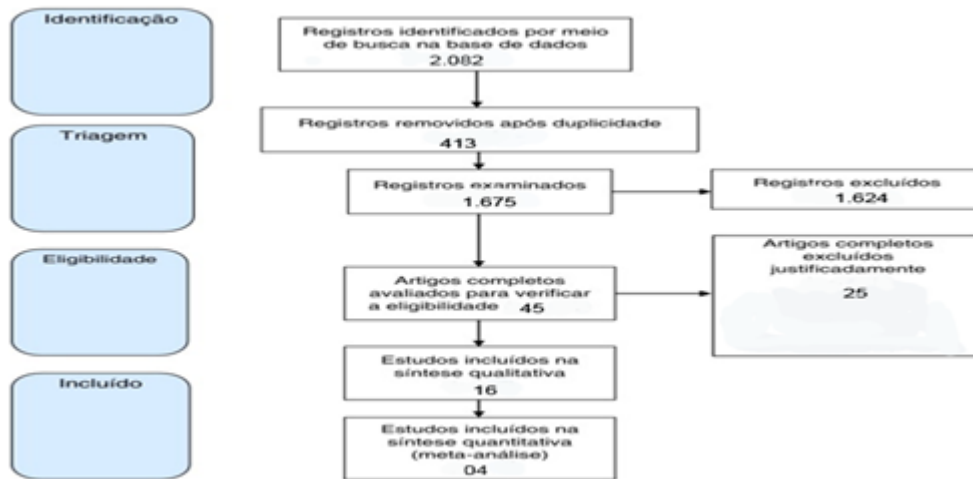 Identificação
Registros identificados por meio
de busca na base de dados
2.082
Triagem
Registros removidos após duplicidade
413
Registros examinados
1.675
Registros excluídos
1.624
Eligibilidade
Artigos completos
avaliados para verificar
a eligibilidade 45
Artigos completos
excluídos
justificadamente
25
Incluído
Estudos incluídos na
síntese qualitativa
16
Estudos incluídos na
síntese quantitativa
(meta-análise)
04